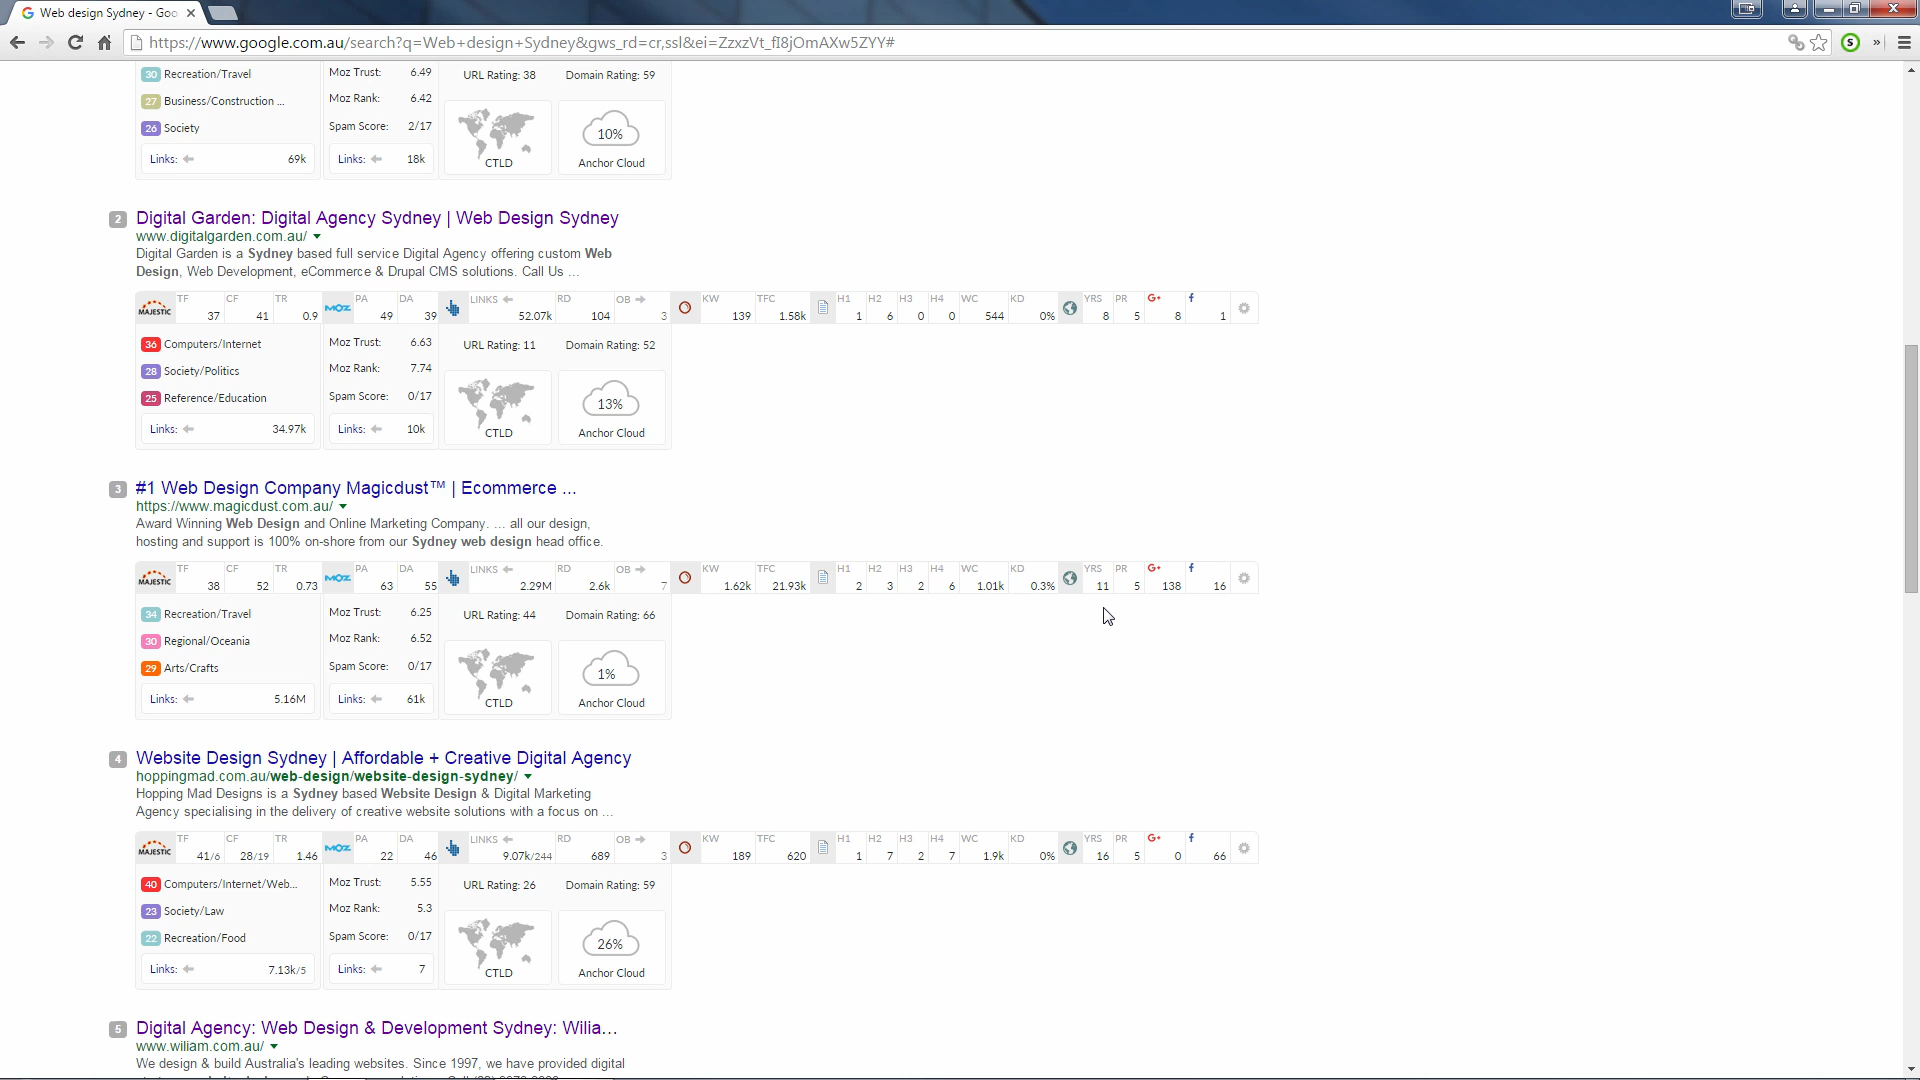 Web design Sydney - Goo
https://www.google.com.au/search?q=Web+design+Sydney&gws_rd=cr,ssl&ei=ZzxzVt_fI8jOmAXw5ZYY#
S »
30 Recreation/Travel
27 Business/Construction ...
26 Society
Links: 69k
Moz Trust: 6.49
Moz Rank: 6.42
Spam Score: 2/17
Links: 18k
URL Rating: 38 Domain Rating: 59
CTLD
10%
Anchor Cloud
2 Digital Garden: Digital Agency Sydney | Web Design Sydney
www.digitalgarden.com.au/
Digital Garden is a Sydney based full service Digital Agency offering custom Web
Design, Web Development, eCommerce & Drupal CMS solutions. Call Us ...
MAJESTIC TF 37 CF 41 TR 0.9 MOZ PA 49 DA 39 LINKS 52.07k RD 104 OB 3 KW 139 TFC 1.58k H1 1 H2 6 H3 0 H4 0 WC 544 KD 0% YRS 8 PR 5 G+ 8 f 1
36 Computers/Internet
28 Society/Politics
25 Reference/Education
Links: 34.97k
Moz Trust: 6.63
Moz Rank: 7.74
Spam Score: 0/17
Links: 10k
URL Rating: 11 Domain Rating: 52
CTLD
13%
Anchor Cloud
3 #1 Web Design Company Magicdust™ | Ecommerce ...
https://www.magicdust.com.au/
Award Winning Web Design and Online Marketing Company. ... all our design,
hosting and support is 100% on-shore from our Sydney web design head office.
MAJESTIC TF 38 CF 52 TR 0.73 MOZ PA 63 DA 55 LINKS 2.29M RD 2.6k OB 7 KW 1.62k TFC 21.93k H1 2 H2 3 H3 2 H4 6 WC 1.01k KD 0.3% YRS 11 PR 5 G+ 138 f 16
34 Recreation/Travel
30 Regional/Oceania
29 Arts/Crafts
Links: 5.16M
Moz Trust: 6.25
Moz Rank: 6.52
Spam Score: 0/17
Links: 61k
URL Rating: 44 Domain Rating: 66
CTLD
1%
Anchor Cloud
4 Website Design Sydney | Affordable + Creative Digital Agency
hoppingmad.com.au/web-design/website-design-sydney/
Hopping Mad Designs is a Sydney based Website Design & Digital Marketing
Agency specialising in the delivery of creative website solutions with a focus on ...
MAJESTIC TF 41/6 CF 28/19 TR 1.46 MOZ PA 22 DA 46 LINKS 9.07k/244 RD 689 OB 3 KW 189 TFC 620 H1 1 H2 7 H3 2 H4 7 WC 1.9k KD 0% YRS 16 PR 5 G+ 0 f 66
40 Computers/Internet/Web...
23 Society/Law
22 Recreation/Food
Links: 7.13k/5
Moz Trust: 5.55
Moz Rank: 5.3
Spam Score: 0/17
Links: 7
URL Rating: 26 Domain Rating: 59
CTLD
26%
Anchor Cloud
5 Digital Agency: Web Design & Development Sydney: Wilia...
www.wiliam.com.au/
We design & build Australia's leading websites. Since 1997, we have provided digital